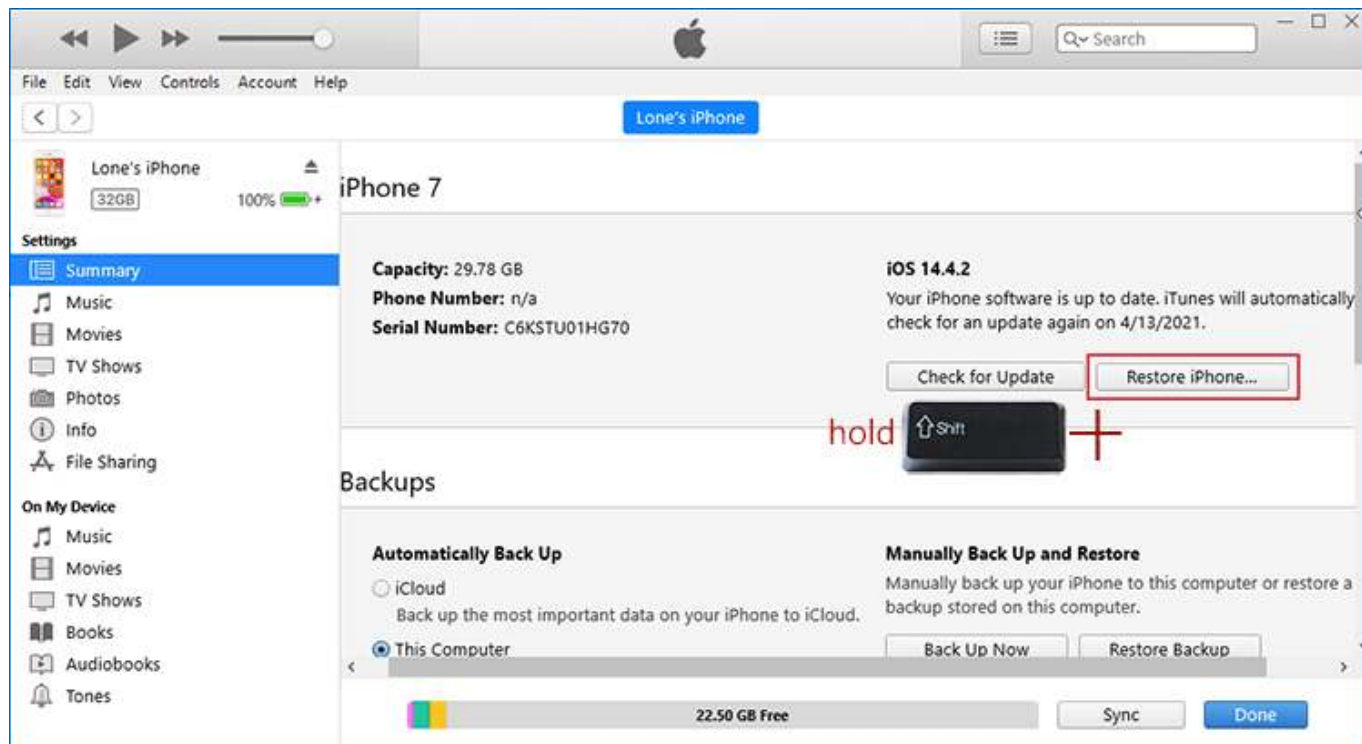 Search
File Edit View Controls Account Help
Lone's iPhone
Lone's iPhone
32GB 100%
Settings
Summary
Music
Movies
TV Shows
Photos
Info
File Sharing
On My Device
Music
Movies
TV Shows
Books
Audiobooks
Tones
iPhone 7
Capacity: 29.78 GB
Phone Number: n/a
Serial Number: C6KSTU01HG70
iOS 14.4.2
Your iPhone software is up to date. iTunes will automatically
check for an update again on 4/13/2021.
Check for Update Restore iPhone...
hold Shift +
Backups
Automatically Back Up
iCloud
Back up the most important data on your iPhone to iCloud.
This Computer
Manually Back Up and Restore
Manually back up your iPhone to this computer or restore a
backup stored on this computer.
Back Up Now Restore Backup
22.50 GB Free Sync Done